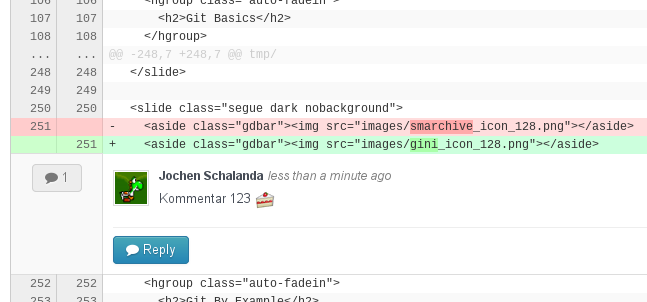 106 106 <hgroup class="auto-fadein">
107 107 <h2>Git Basics</h2>
108 108 </hgroup>
... ... @@ -248,7 +248,7 @@ tmp/
248 248 </slide>
249 249
250 250 <slide class="segue dark nobackground">
251 - <aside class="gdbar"><img src="images/smarchive_icon_128.png"></aside>
251 + <aside class="gdbar"><img src="images/gini_icon_128.png"></aside>
1
Jochen Schalanda less than a minute ago
Kommentar 123
Reply
252 252 <hgroup class="auto-fadein">
253 253 <h2>Git By Example</h2>